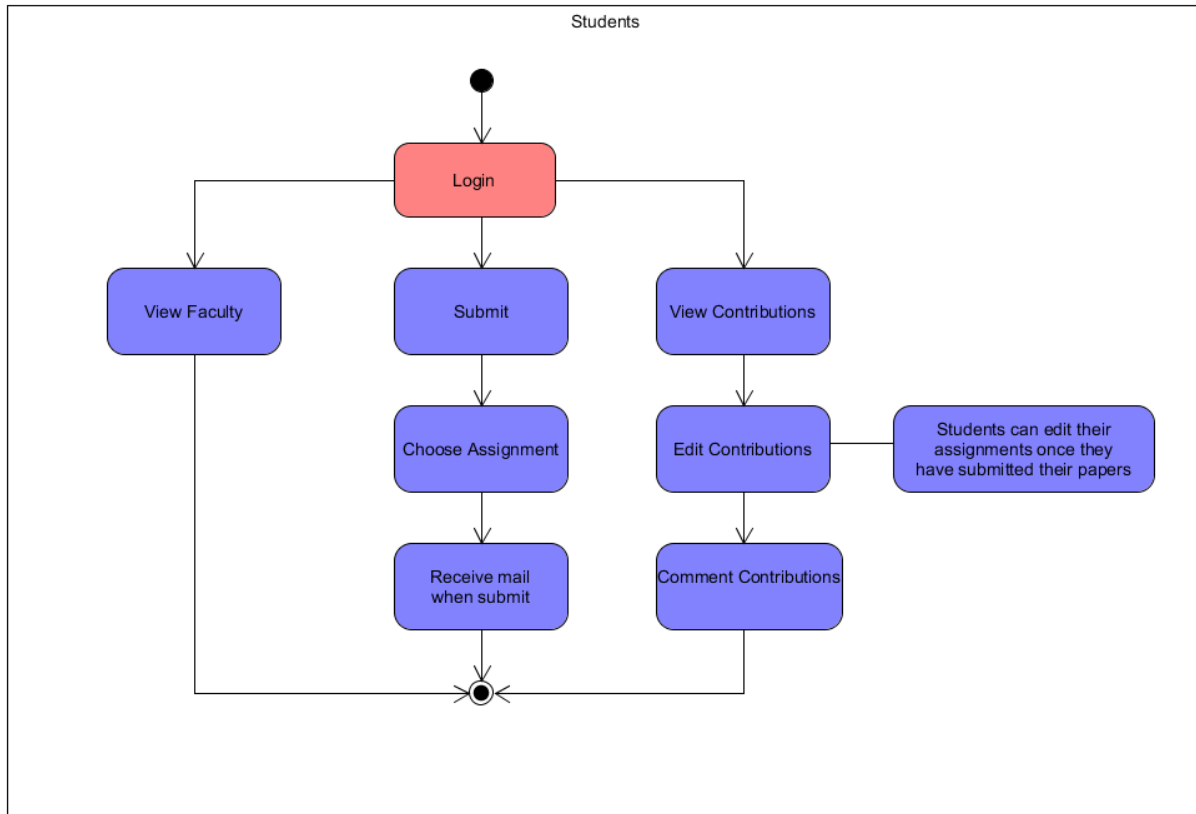 Students
Login
View Faculty
Submit
View Contributions
Choose Assignment
Edit Contributions
Students can edit their
assignments once they
have submitted their papers
Receive mail
when submit
Comment Contributions